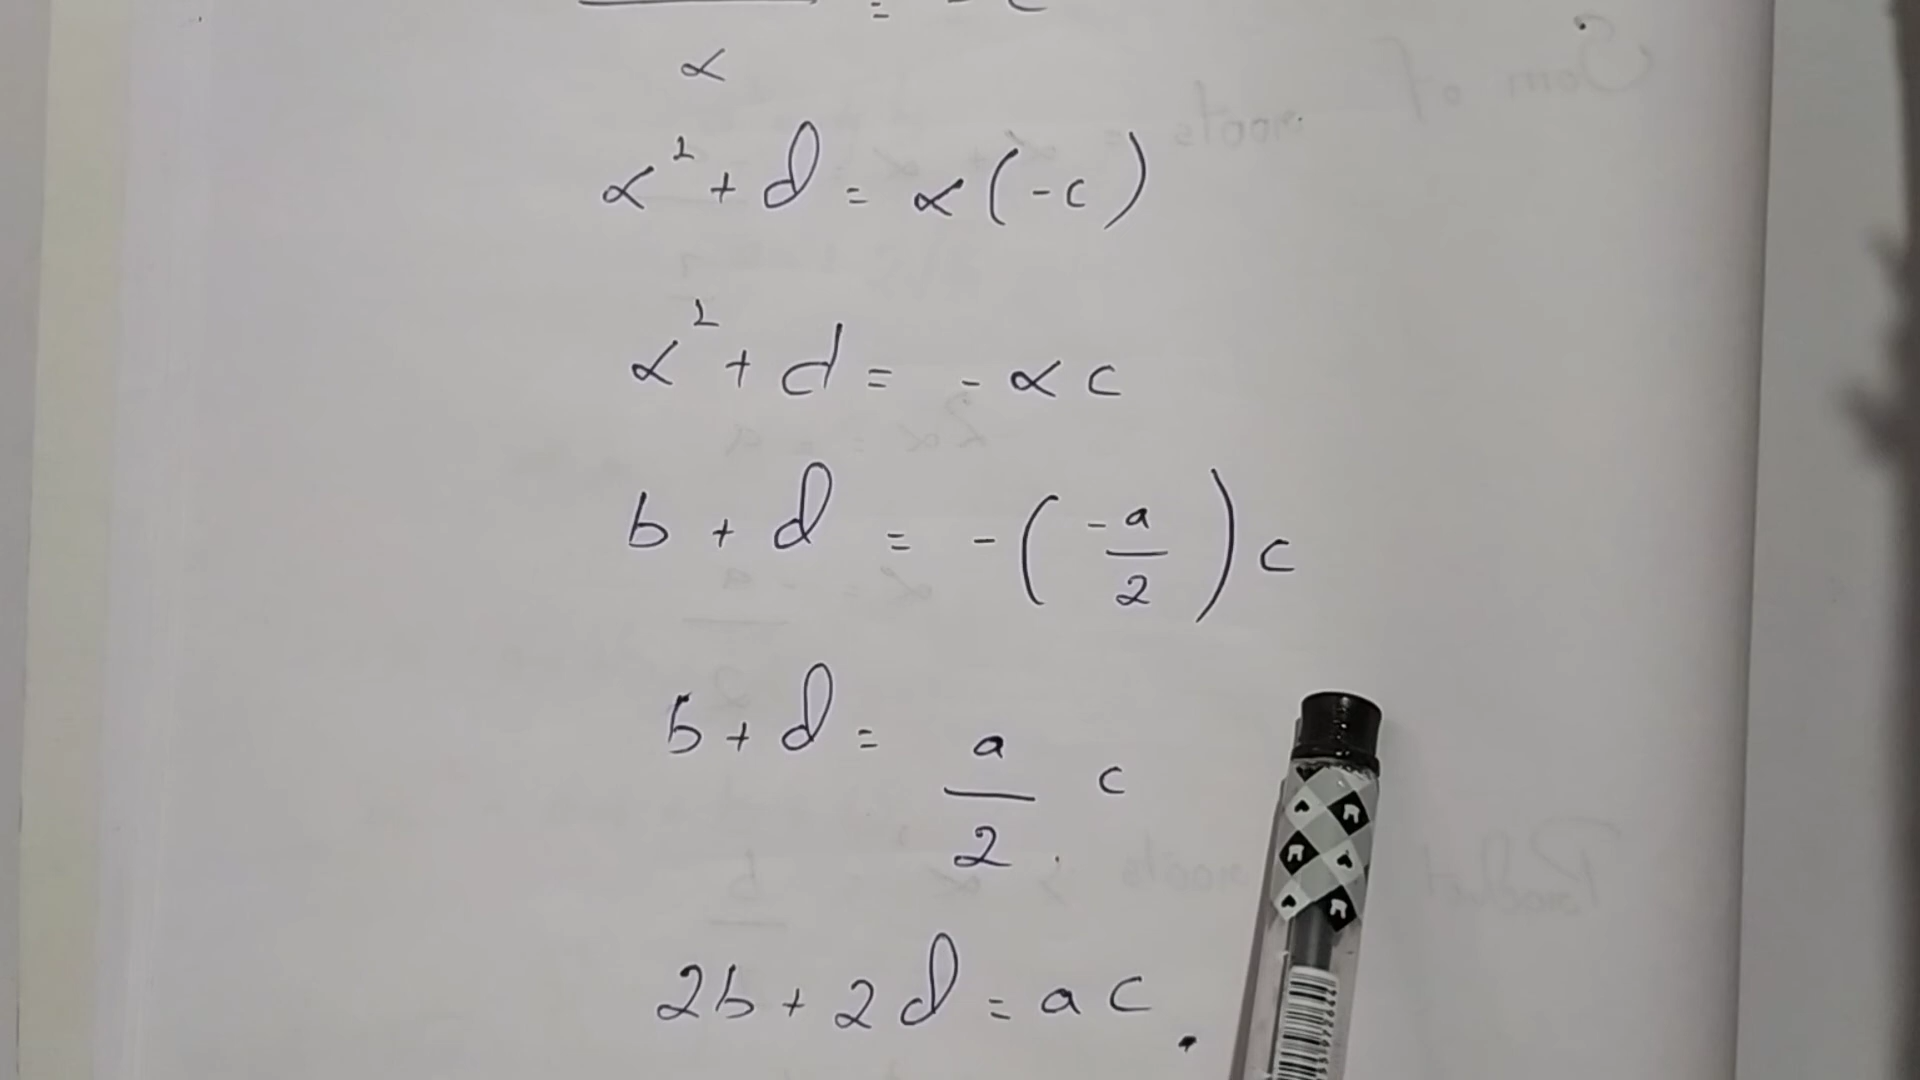 = - c
α
α² + d = α(-c)
α² + d = - αc
b + d = -(-a/2)c
b + d = a/2 c
2b + 2d = ac.